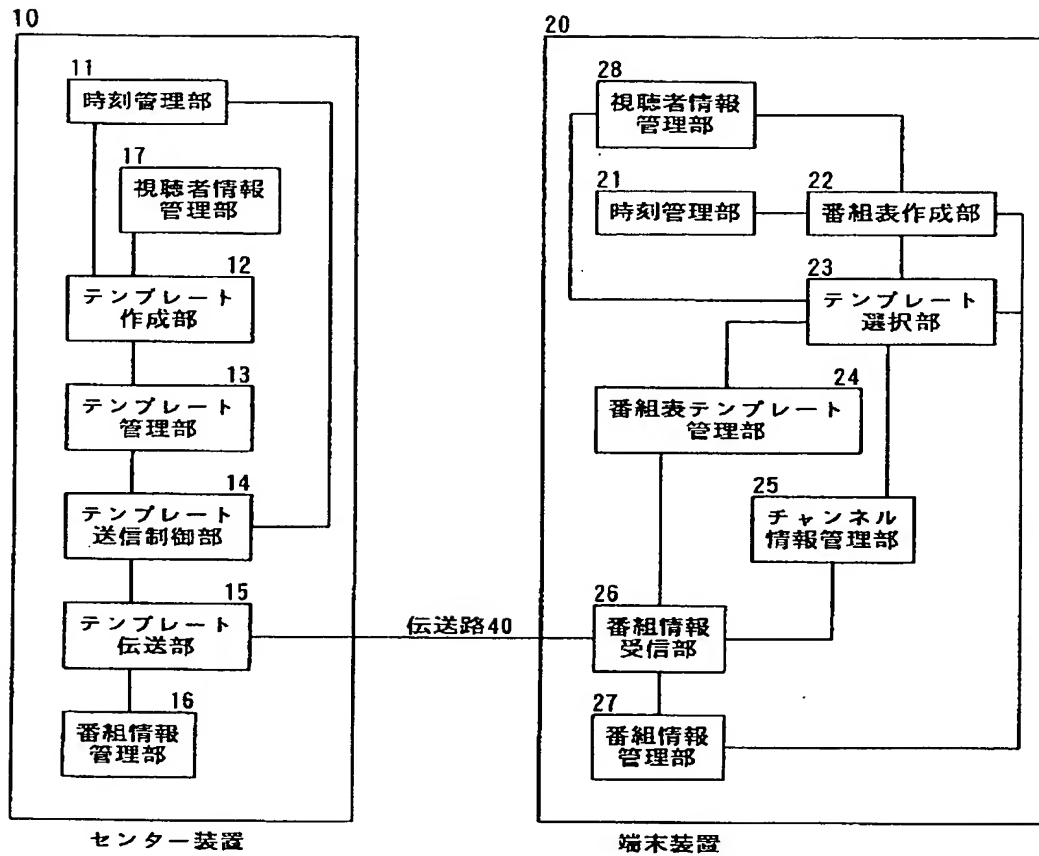 10
11
時刻管理部
17
視聴者情報
管理部
12
テンプレート
作成部
13
テンプレート
管理部
14
テンプレート
送信制御部
15
テンプレート
伝送部
16
番組情報
管理部
センター装置
伝送路40
20
28
視聴者情報
管理部
21
時刻管理部
22
番組表作成部
23
テンプレート
選択部
24
番組表テンプレート
管理部
25
チャンネル
情報管理部
26
番組情報
受信部
27
番組情報
管理部
端末装置